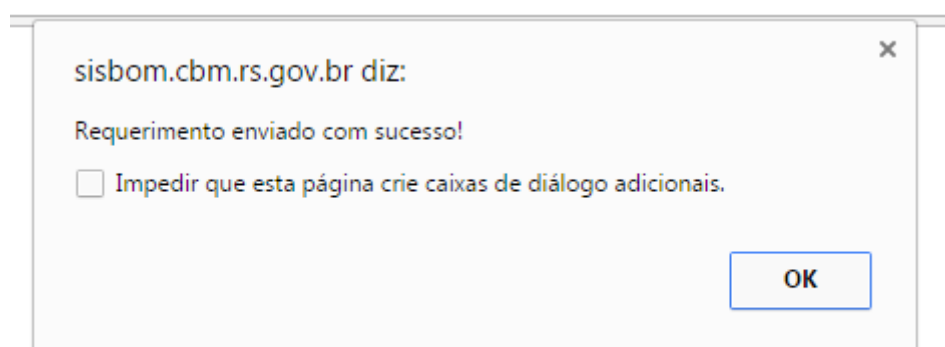 sisbom.cbm.rs.gov.br diz:
Requerimento enviado com sucesso!
Impedir que esta página crie caixas de diálogo adicionais.
OK